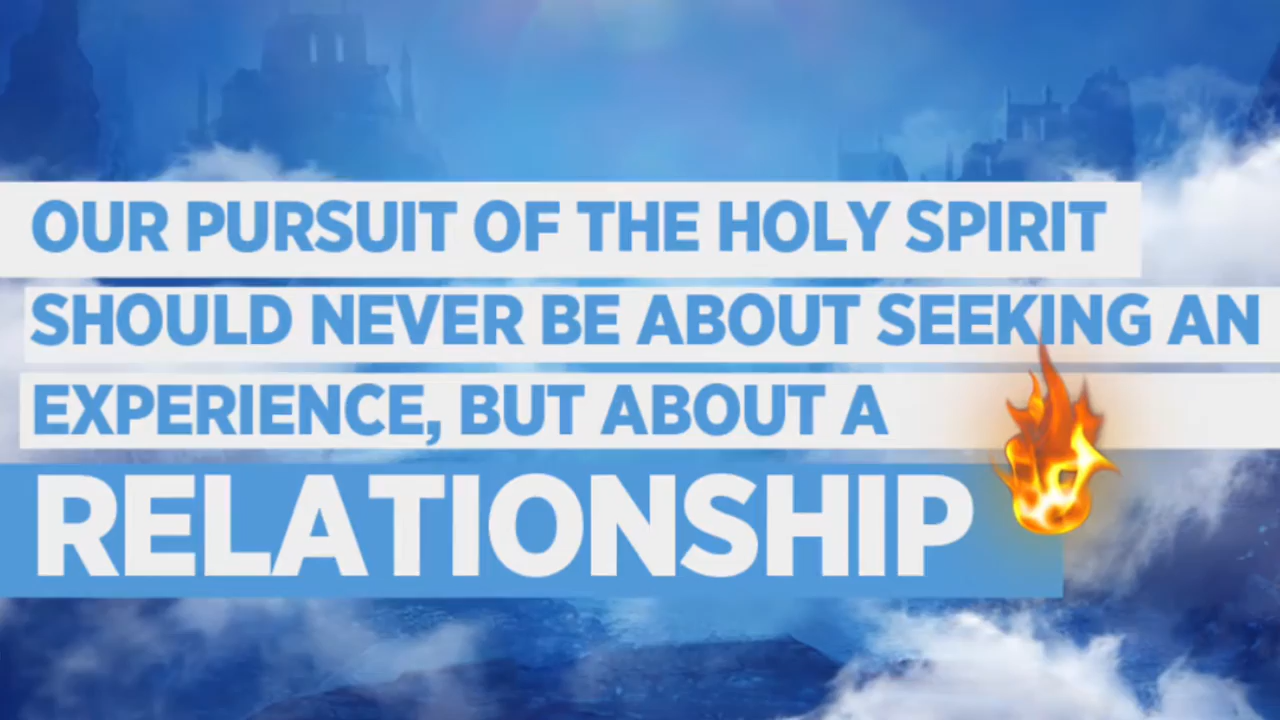 OUR PURSUIT OF THE HOLY SPIRIT
SHOULD NEVER BE ABOUT SEEKING AN
EXPERIENCE, BUT ABOUT A
RELATIONSHIP